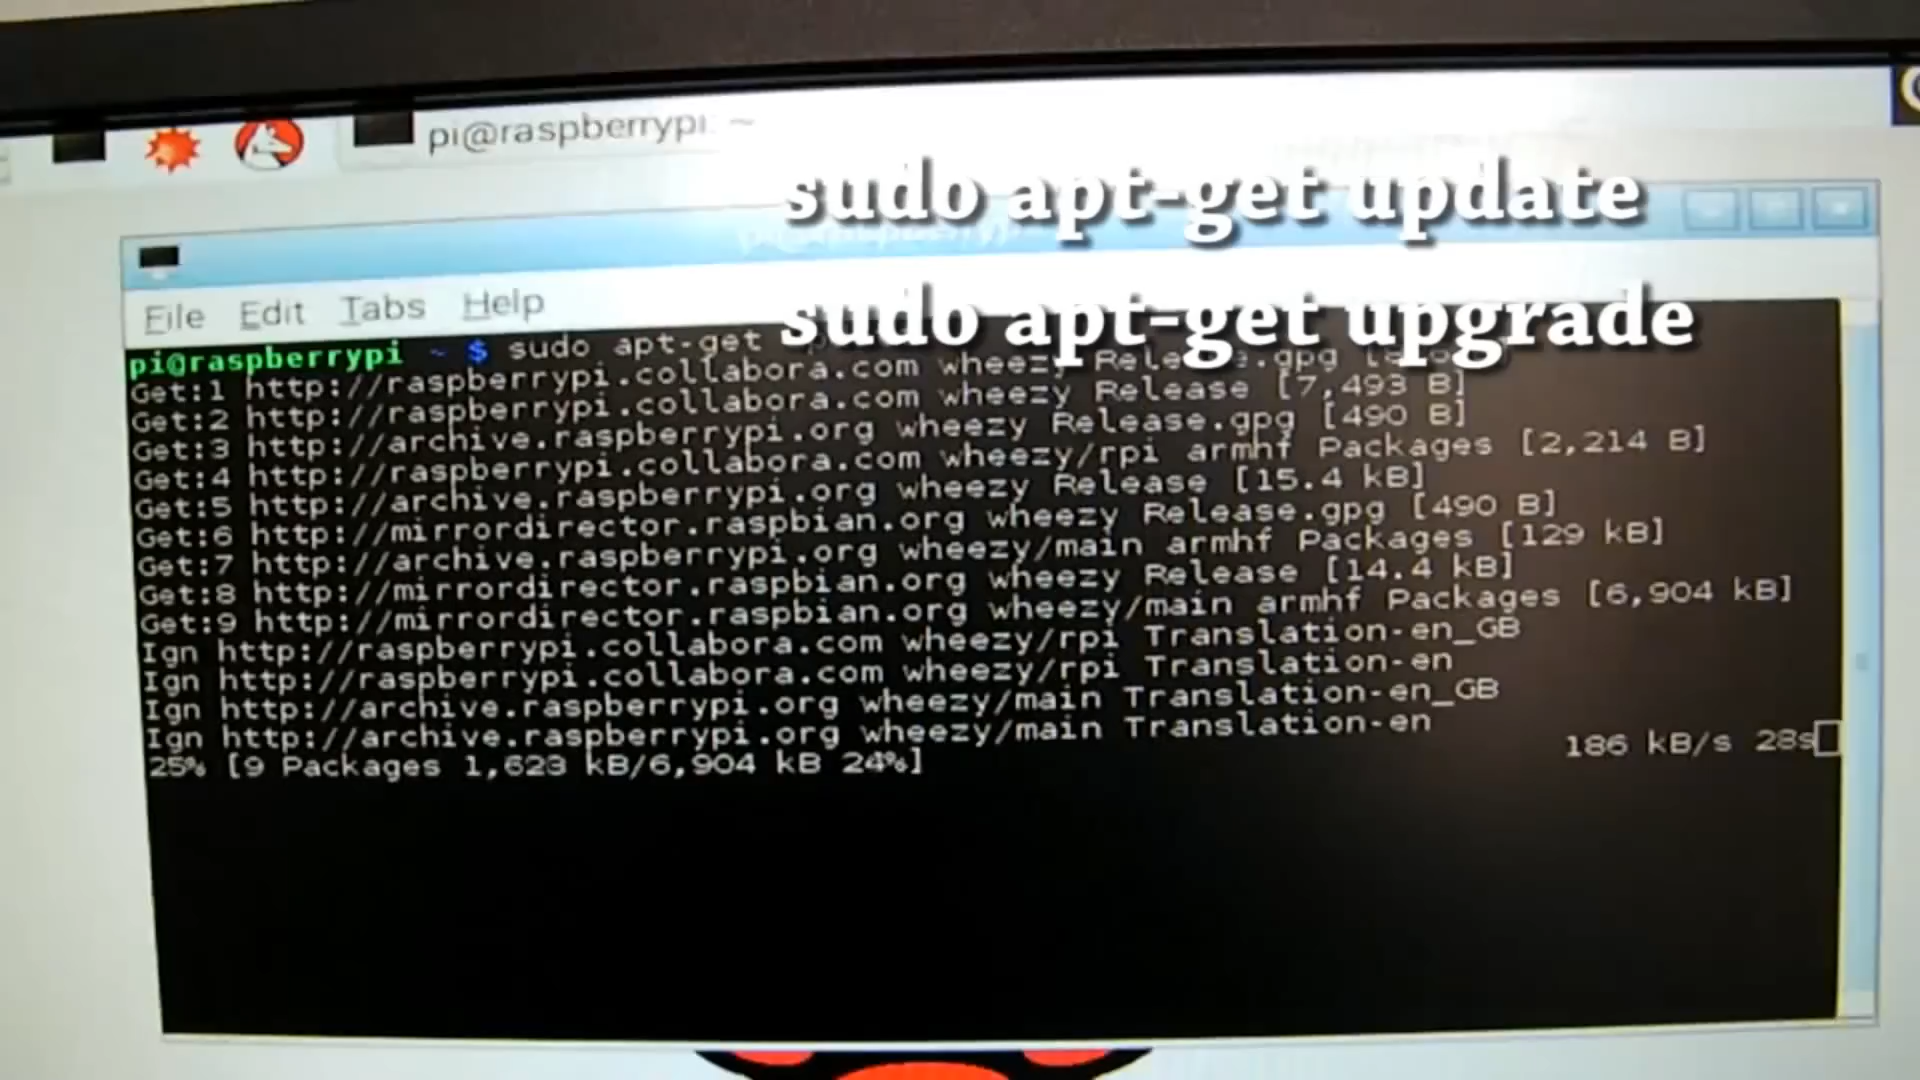 pi@raspberrypi: ~
sudo apt-get update
sudo apt-get upgrade
File Edit Tabs Help
pi@raspberrypi ~ $ sudo apt-get
Get:1 http://raspberrypi.collabora.com wheezy Release.gpg
Get:2 http://raspberrypi.collabora.com wheezy Release [7,493 B]
Get:3 http://archive.raspberrypi.org wheezy Release.gpg [490 B]
Get:4 http://raspberrypi.collabora.com wheezy/rpi armhf Packages [2,214 B]
Get:5 http://archive.raspberrypi.org wheezy Release [15.4 kB]
Get:6 http://mirrordirector.raspbian.org wheezy Release.gpg [490 B]
Get:7 http://archive.raspberrypi.org wheezy/main armhf Packages [129 kB]
Get:8 http://mirrordirector.raspbian.org wheezy Release [14.4 kB]
Get:9 http://mirrordirector.raspbian.org wheezy/main armhf Packages [6,904 kB]
Ign http://raspberrypi.collabora.com wheezy/rpi Translation-en_GB
Ign http://raspberrypi.collabora.com wheezy/rpi Translation-en
Ign http://archive.raspberrypi.org wheezy/main Translation-en_GB
Ign http://archive.raspberrypi.org wheezy/main Translation-en
25% [9 Packages 1,623 kB/6,904 kB 24%] 186 kB/s 28s